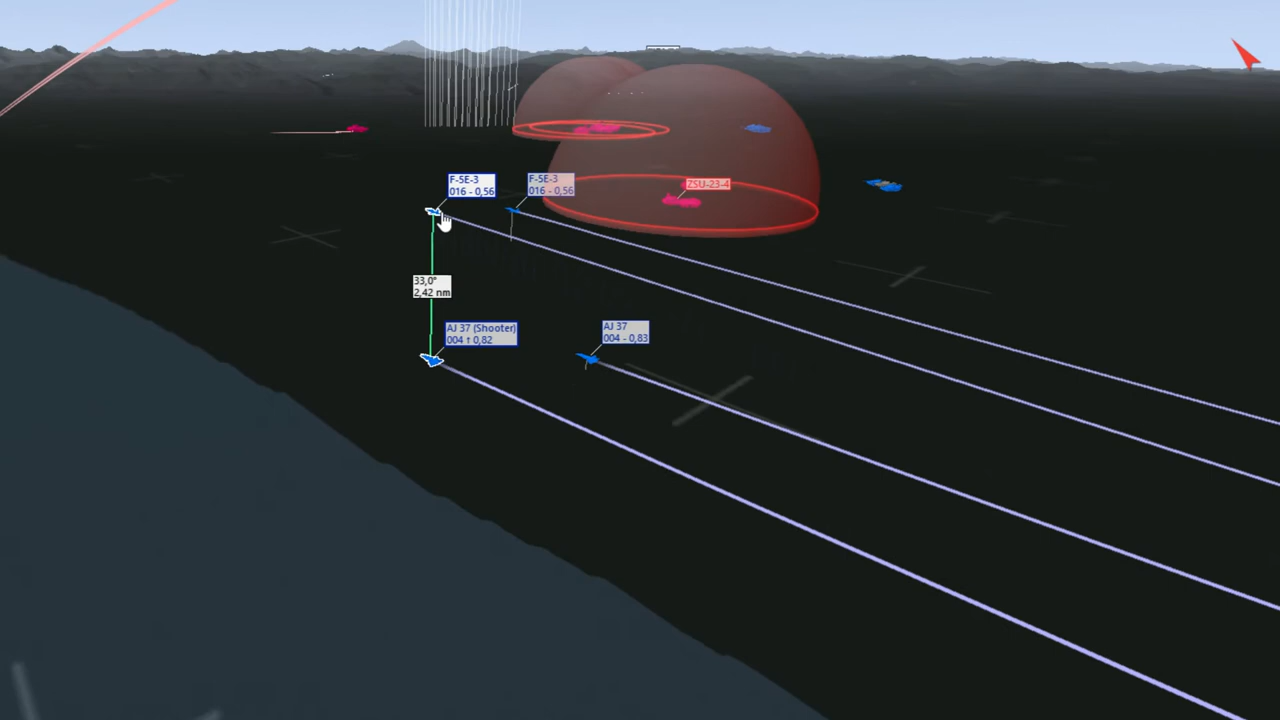 F-5E-3
016 - 0,56
F-5E-3
016 - 0,56
ZSU-23-4
33,0°
2,42 nm
AJ 37 (Shooter)
004 ↑ 0,82
AJ 37
004 - 0,83